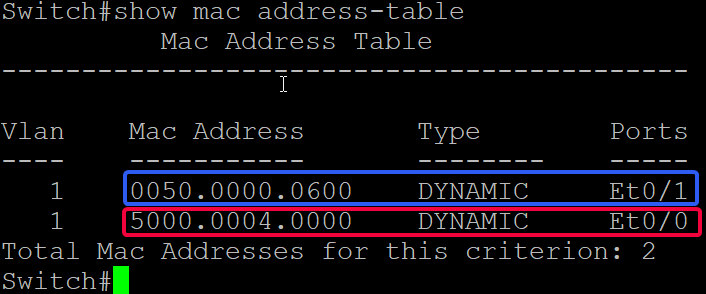 Switch#show mac address-table
Mac Address Table
-------------------------------------------
Vlan Mac Address Type Ports
---- ----------- -------- -----
1 0050.0000.0600 DYNAMIC Et0/1
1 5000.0004.0000 DYNAMIC Et0/0
Total Mac Addresses for this criterion: 2
Switch#